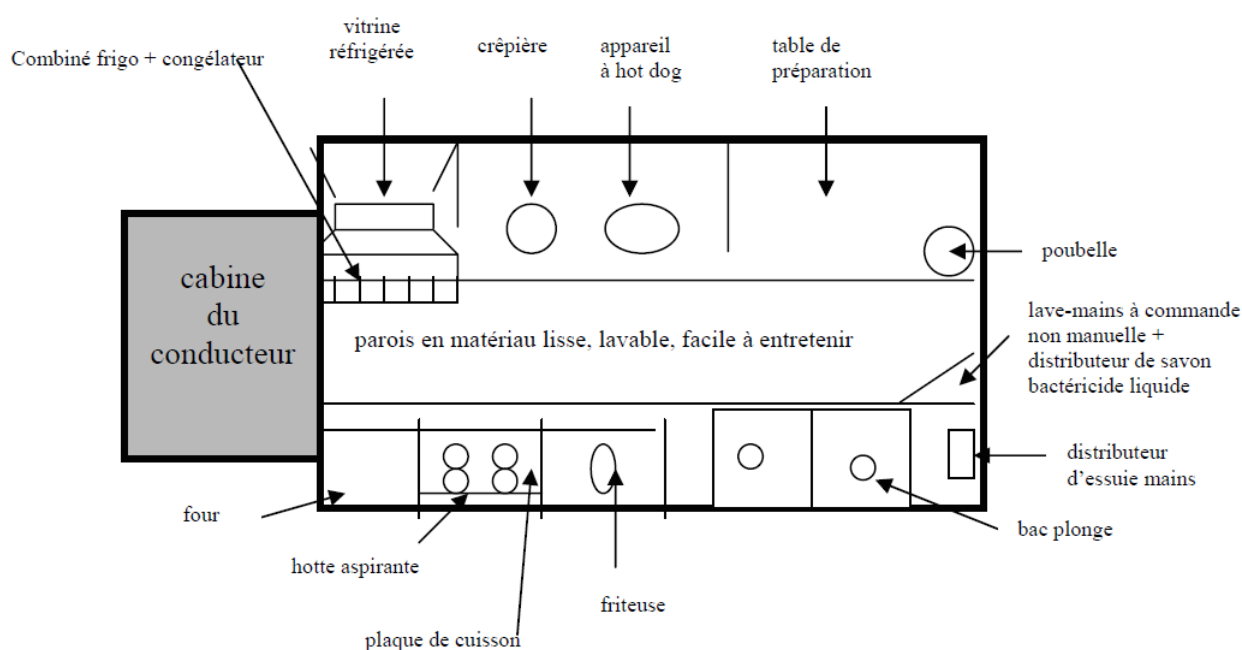 vitrine
réfrigérée
crêpière
appareil
à hot dog
table de
préparation
Combiné frigo + congélateur
poubelle
cabine
du
conducteur
parois en matériau lisse, lavable, facile à entretenir
lave-mains à commande
non manuelle +
distributeur de savon
bactéricide liquide
distributeur
d'essuie mains
four
bac plonge
hotte aspirante
friteuse
plaque de cuisson